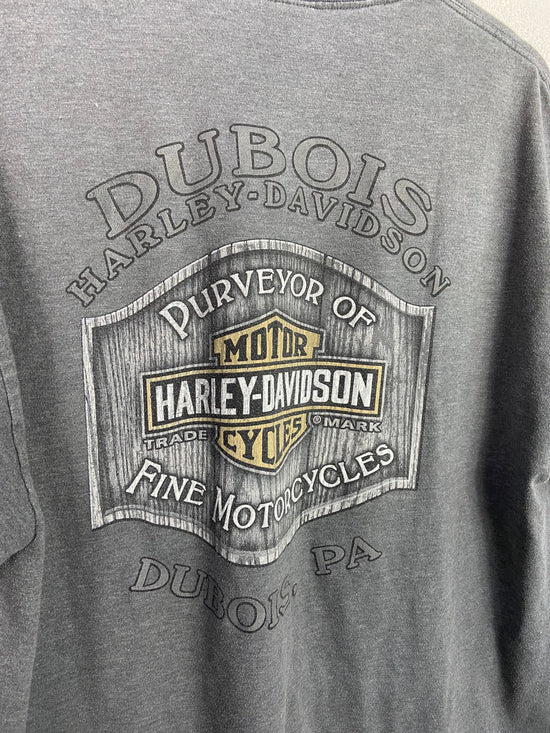 DUBOIS
HARLEY-DAVIDSON
PURVEYOR OF
MOTOR
HARLEY-DAVIDSON
TRADE ®MARK
CYCLES
FINE MOTORCYCLES
DUBOIS, PA